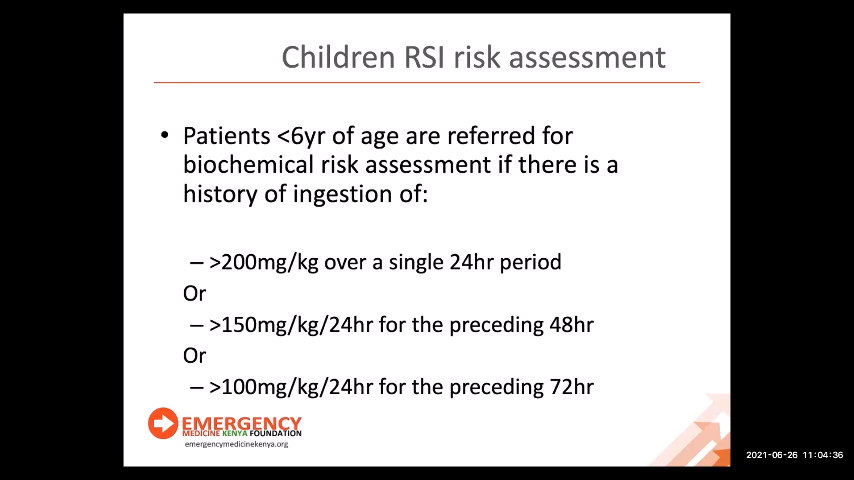 Children RSI risk assessment
• Patients <6yr of age are referred for
biochemical risk assessment if there is a
history of ingestion of:
– >200mg/kg over a single 24hr period
Or
– >150mg/kg/24hr for the preceding 48hr
Or
– >100mg/kg/24hr for the preceding 72hr
EMERGENCY
MEDICINE KENYA FOUNDATION
emergencymedicinekenya.org
2021-06-26 11:04:36